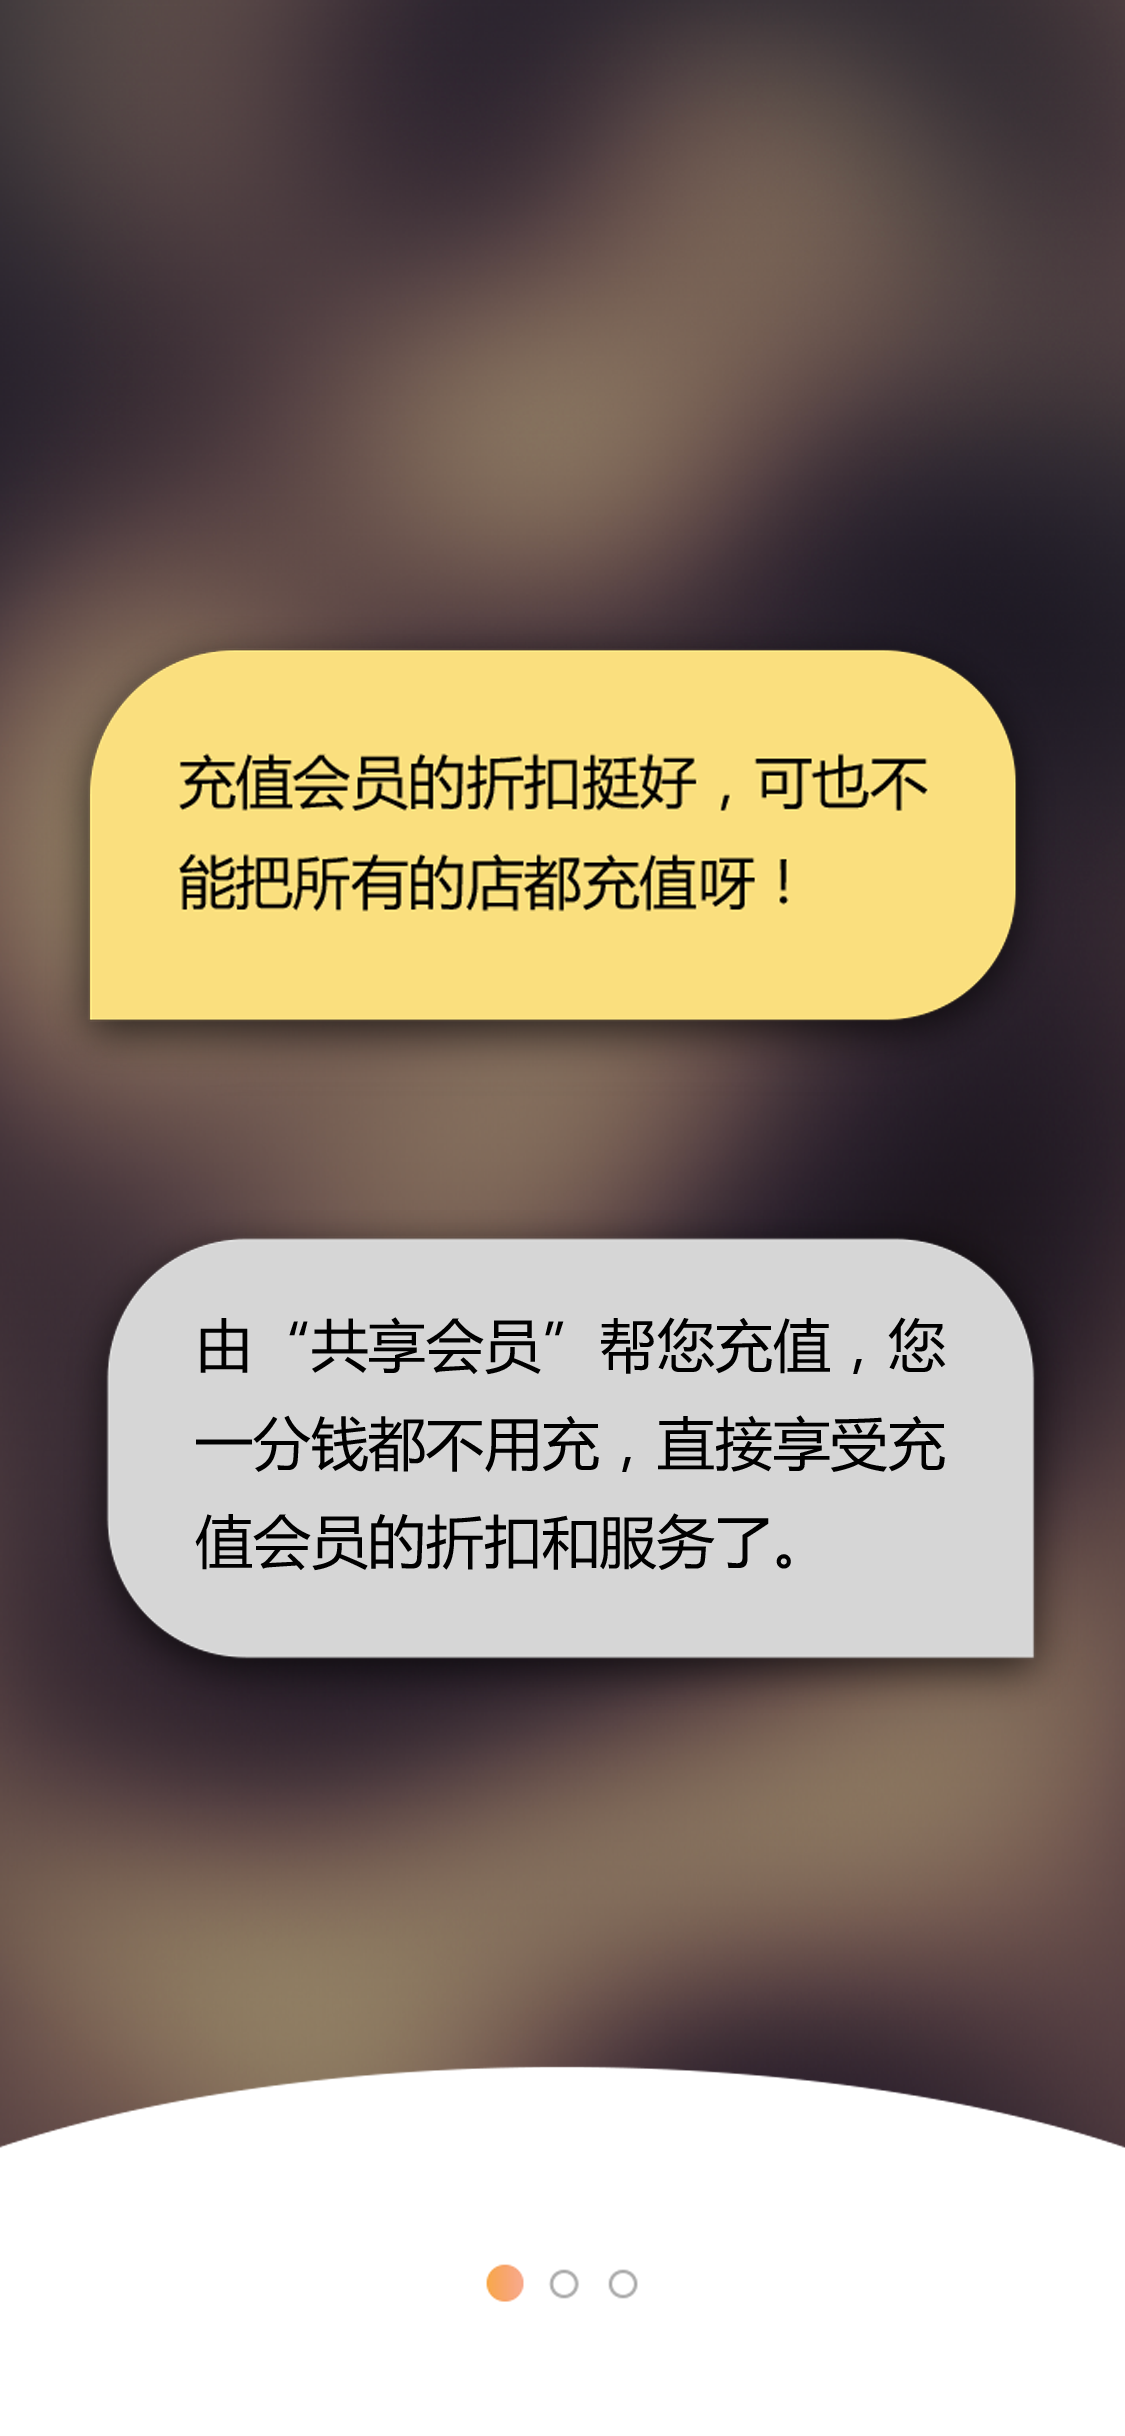 充值会员的折扣挺好，可也不
能把所有的店都充值呀！
由“共享会员”帮您充值，您
一分钱都不用充，直接享受充
值会员的折扣和服务了。